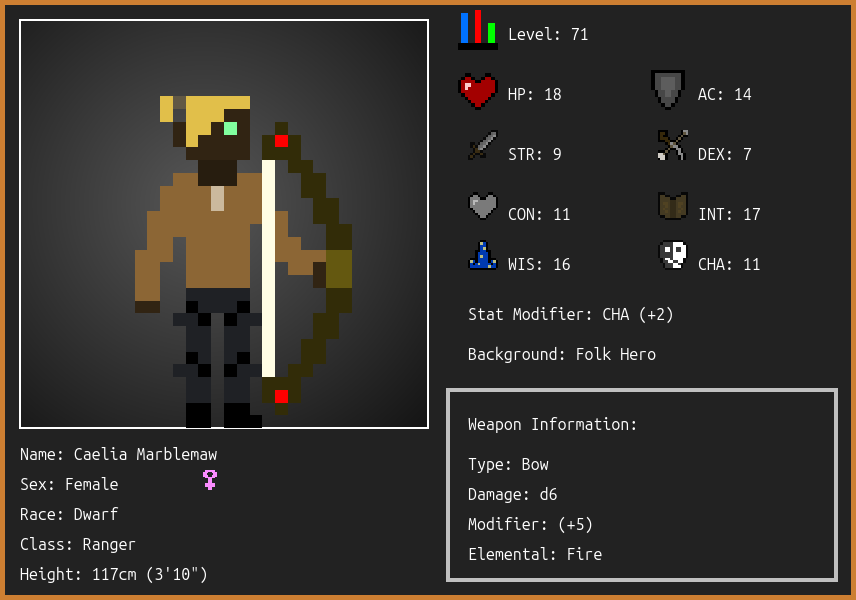 Level: 71
HP: 18
AC: 14
STR: 9
DEX: 7
CON: 11
INT: 17
WIS: 16
CHA: 11
Stat Modifier: CHA (+2)
Background: Folk Hero
Weapon Information:
Type: Bow
Damage: d6
Modifier: (+5)
Elemental: Fire
Name: Caelia Marblemaw
Sex: Female
Race: Dwarf
Class: Ranger
Height: 117cm (3'10")